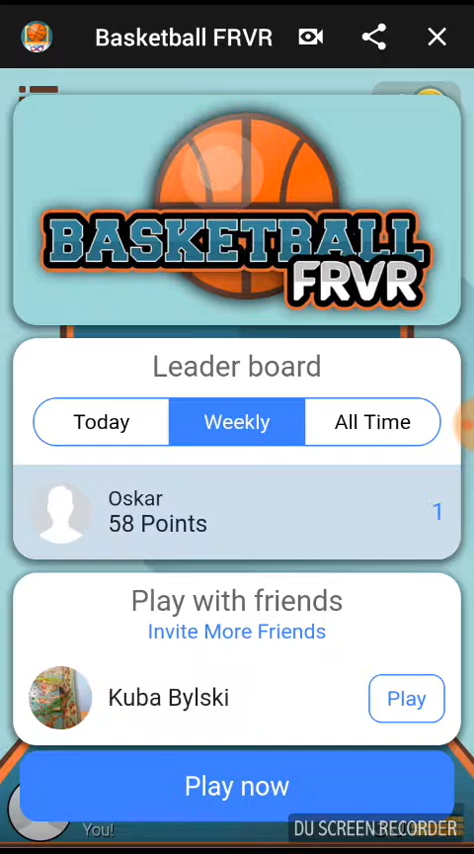 Basketball FRVR
BASKETBALL
FRVR
Leader board
Today Weekly All Time
Oskar
58 Points
1
Play with friends
Invite More Friends
Kuba Bylski
Play
Play now
You!
DU SCREEN RECORDER